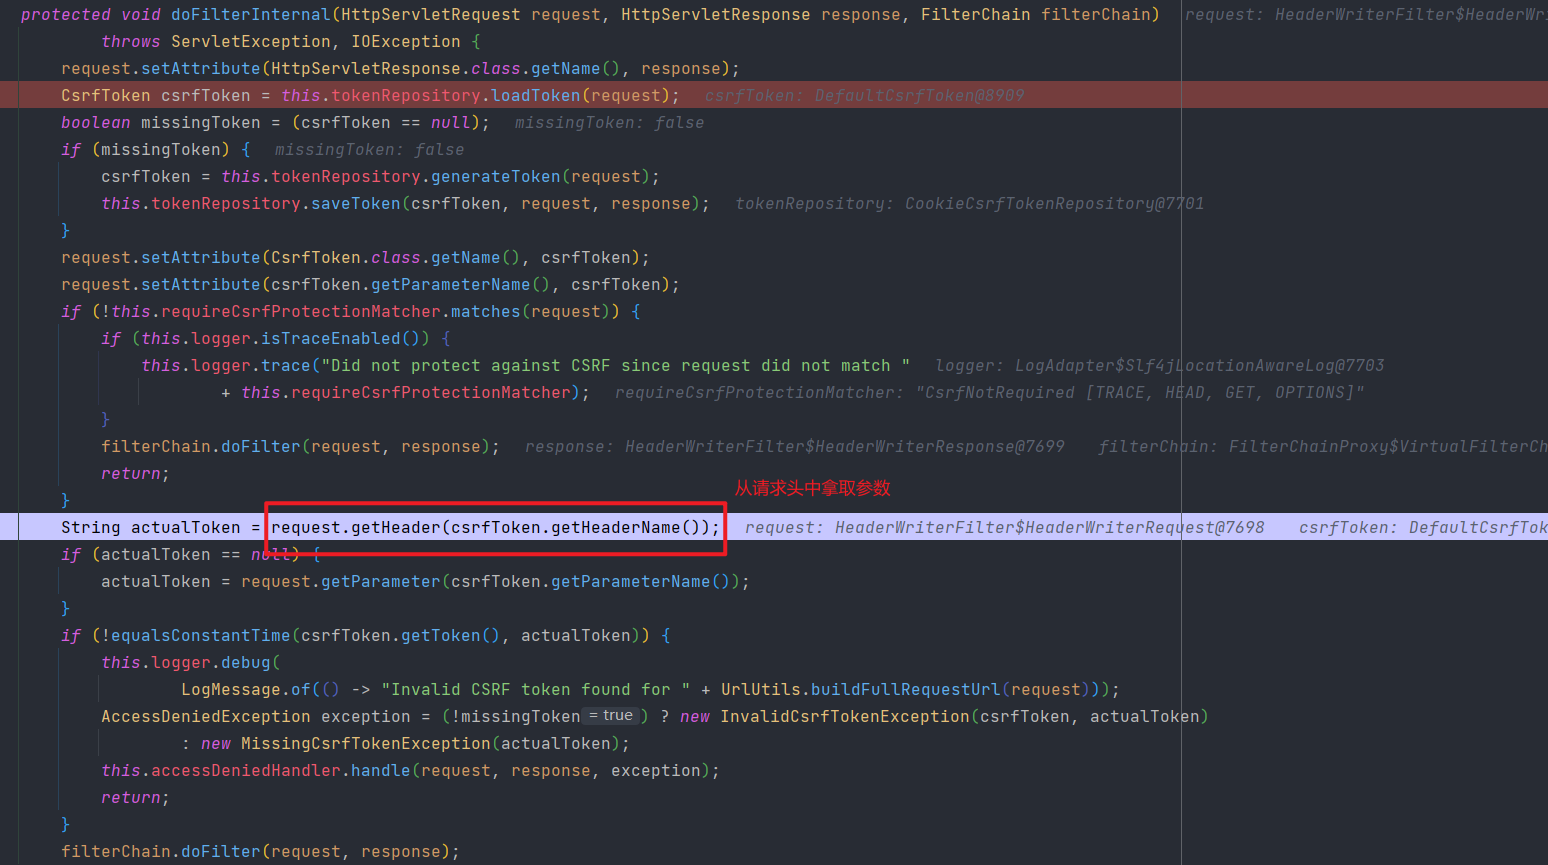 protected void doFilterInternal(HttpServletRequest request, HttpServletResponse response, FilterChain filterChain) request: HeaderWriterFilter$HeaderWri
throws ServletException, IOException {
request.setAttribute(HttpServletResponse.class.getName(), response);
CsrfToken csrfToken = this.tokenRepository.loadToken(request); csrfToken: DefaultCsrfToken@8909
boolean missingToken = (csrfToken == null); missingToken: false
if (missingToken) { missingToken: false
csrfToken = this.tokenRepository.generateToken(request);
this.tokenRepository.saveToken(csrfToken, request, response); tokenRepository: CookieCsrfTokenRepository@7701
}
request.setAttribute(CsrfToken.class.getName(), csrfToken);
request.setAttribute(csrfToken.getParameterName(), csrfToken);
if (!this.requireCsrfProtectionMatcher.matches(request)) {
if (this.logger.isTraceEnabled()) {
this.logger.trace("Did not protect against CSRF since request did not match " logger: LogAdapter$Slf4jLocationAwareLog@7703
+ this.requireCsrfProtectionMatcher); requireCsrfProtectionMatcher: "CsrfNotRequired [TRACE, HEAD, GET, OPTIONS]"
}
filterChain.doFilter(request, response); response: HeaderWriterFilter$HeaderWriterResponse@7699 filterChain: FilterChainProxy$VirtualFilterCh
return;
}
从请求头中拿取参数
String actualToken = request.getHeader(csrfToken.getHeaderName()); request: HeaderWriterFilter$HeaderWriterRequest@7698 csrfToken: DefaultCsrfTok
if (actualToken == null) {
actualToken = request.getParameter(csrfToken.getParameterName());
}
if (!equalsConstantTime(csrfToken.getToken(), actualToken)) {
this.logger.debug(
LogMessage.of(() -> "Invalid CSRF token found for " + UrlUtils.buildFullRequestUrl(request)));
AccessDeniedException exception = (!missingToken = true ) ? new InvalidCsrfTokenException(csrfToken, actualToken)
: new MissingCsrfTokenException(actualToken);
this.accessDeniedHandler.handle(request, response, exception);
return;
}
filterChain.doFilter(request, response);